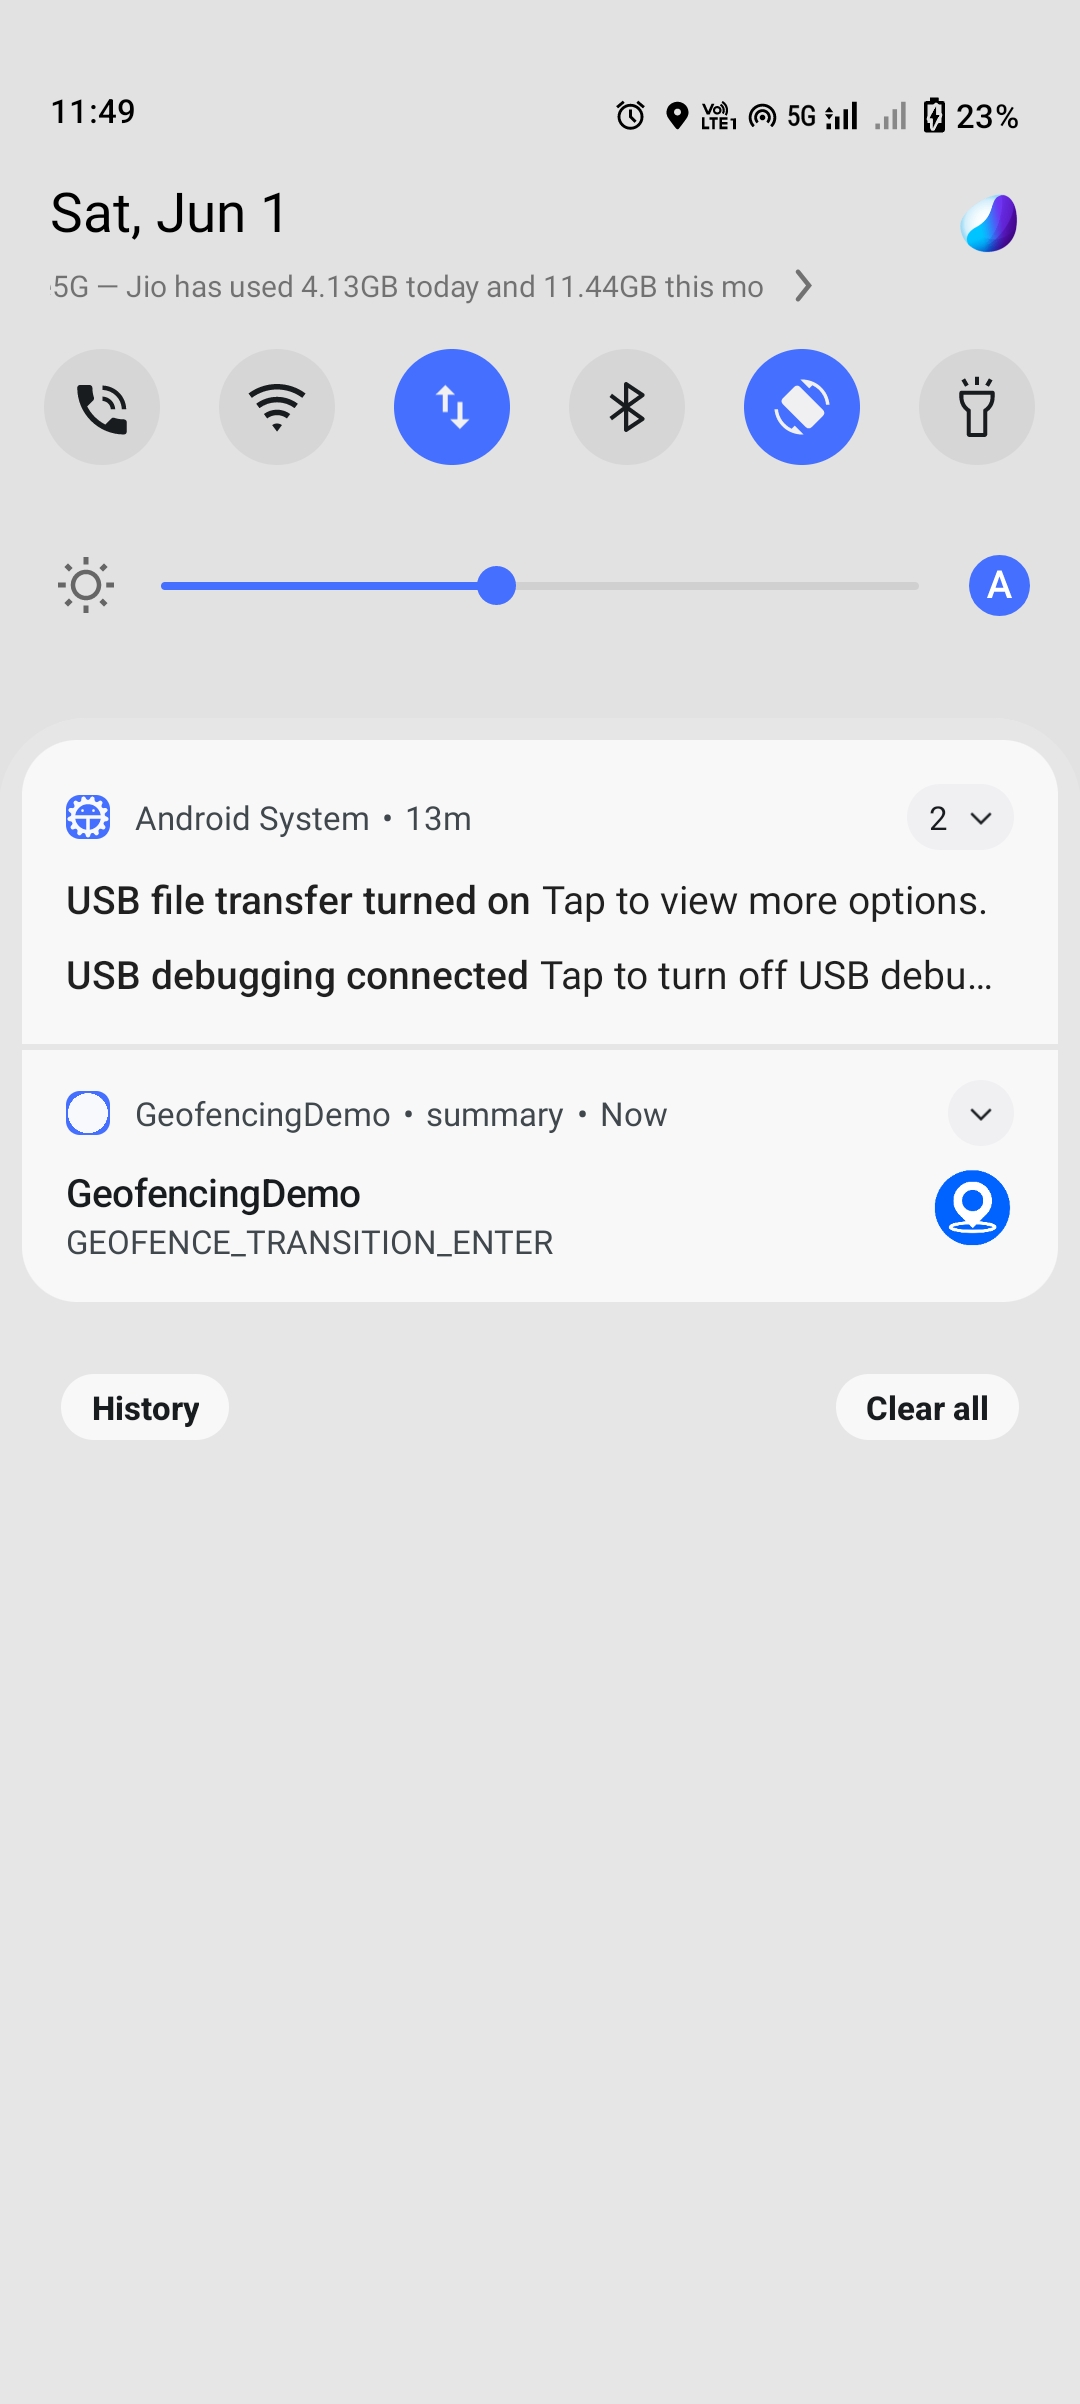 11:49
Vo)) LTE1 5G 23%
Sat, Jun 1
5G — Jio has used 4.13GB today and 11.44GB this mo
A
Android System • 13m
2
USB file transfer turned on Tap to view more options.
USB debugging connected Tap to turn off USB debu…
GeofencingDemo • summary • Now
GeofencingDemo
GEOFENCE_TRANSITION_ENTER
History
Clear all